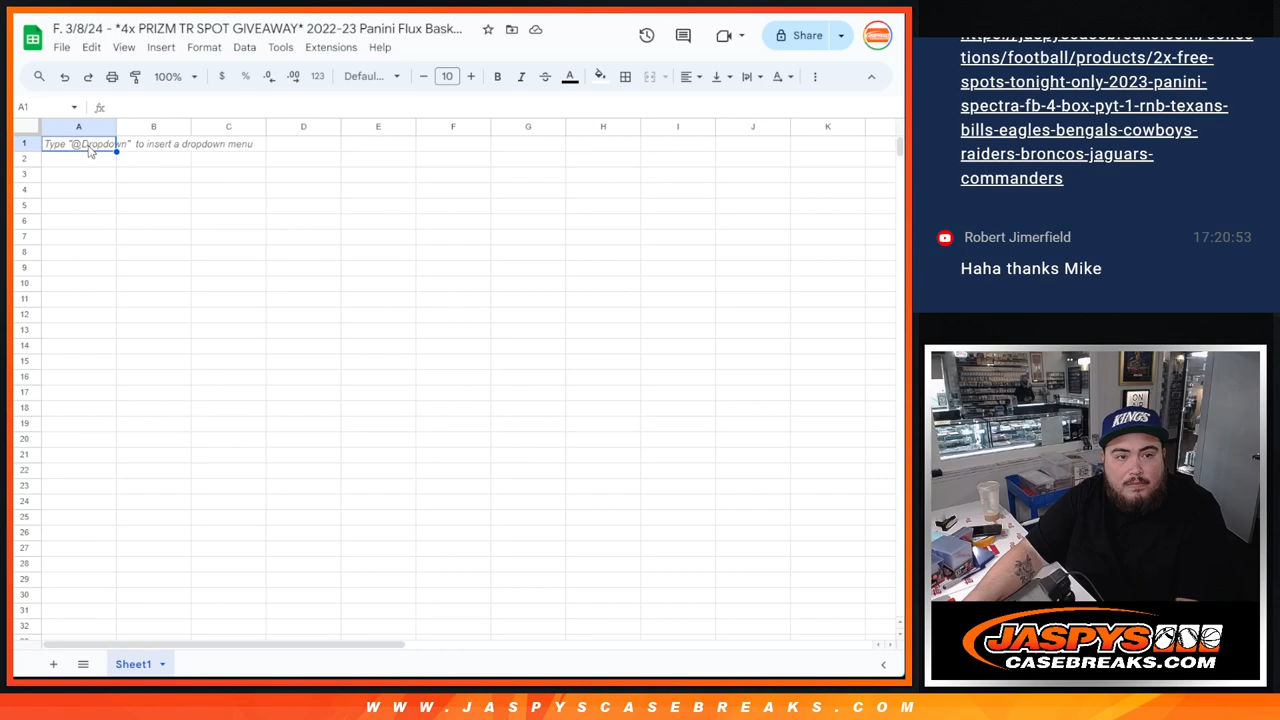 F. 3/8/24 - *4x PRIZM TR SPOT GIVEAWAY* 2022-23 Panini Flux Bask...
File Edit View Insert Format Data Tools Extensions Help
Share
100% $ % .0 .00 123 Defaul... 10 B I A
A1 fx
A B C D E F G H I J K
1 Type "@Dropdown" to insert a dropdown menu
2
3
4
5
6
7
8
9
10
11
12
13
14
15
16
17
18
19
20
21
22
23
24
25
26
27
28
29
30
31
32
Sheet1
tions/football/products/2x-free-
spots-tonight-only-2023-panini-
spectra-fb-4-box-pyt-1-rnb-texans-
bills-eagles-bengals-cowboys-
raiders-broncos-jaguars-
commanders
Robert Jimerfield 17:20:53
Haha thanks Mike
ON
AIR
KINGS
JASPYS
CASEBREAKS.COM
WWW.JASPYSCASEBREAKS.COM